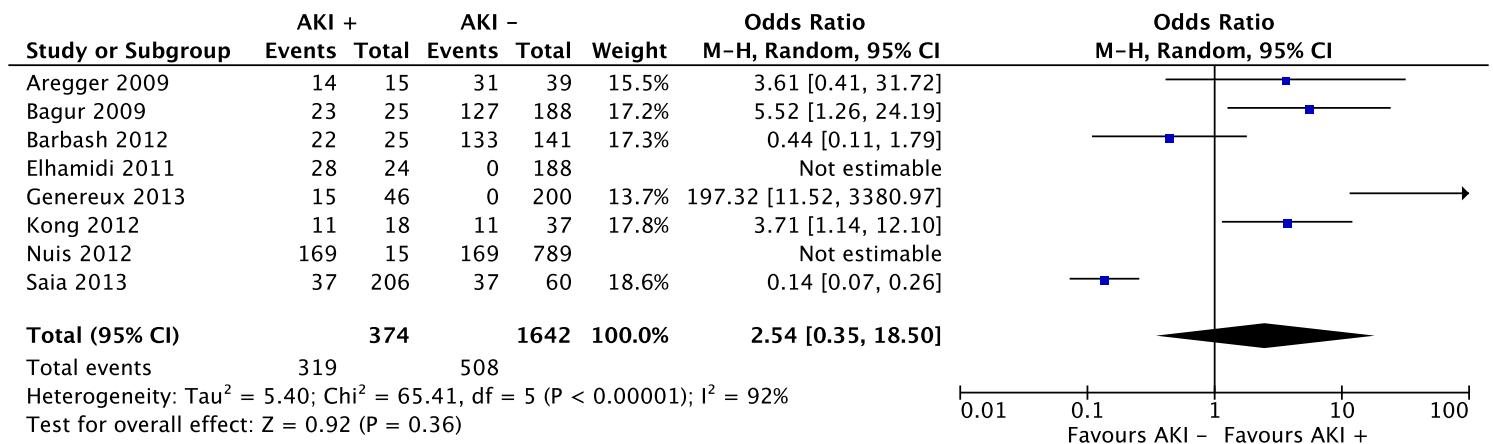 AKI + AKI − Odds Ratio Odds Ratio
Study or Subgroup Events Total Events Total Weight M-H, Random, 95% CI M-H, Random, 95% CI
Aregger 2009 14 15 31 39 15.5% 3.61 [0.41, 31.72]
Bagur 2009 23 25 127 188 17.2% 5.52 [1.26, 24.19]
Barbash 2012 22 25 133 141 17.3% 0.44 [0.11, 1.79]
Elhamidi 2011 28 24 0 188 Not estimable
Genereux 2013 15 46 0 200 13.7% 197.32 [11.52, 3380.97]
Kong 2012 11 18 11 37 17.8% 3.71 [1.14, 12.10]
Nuis 2012 169 15 169 789 Not estimable
Saia 2013 37 206 37 60 18.6% 0.14 [0.07, 0.26]
Total (95% CI) 374 1642 100.0% 2.54 [0.35, 18.50]
Total events 319 508
Heterogeneity: Tau² = 5.40; Chi² = 65.41, df = 5 (P < 0.00001); I² = 92%
Test for overall effect: Z = 0.92 (P = 0.36)
0.01 0.1 1 10 100
Favours AKI − Favours AKI +